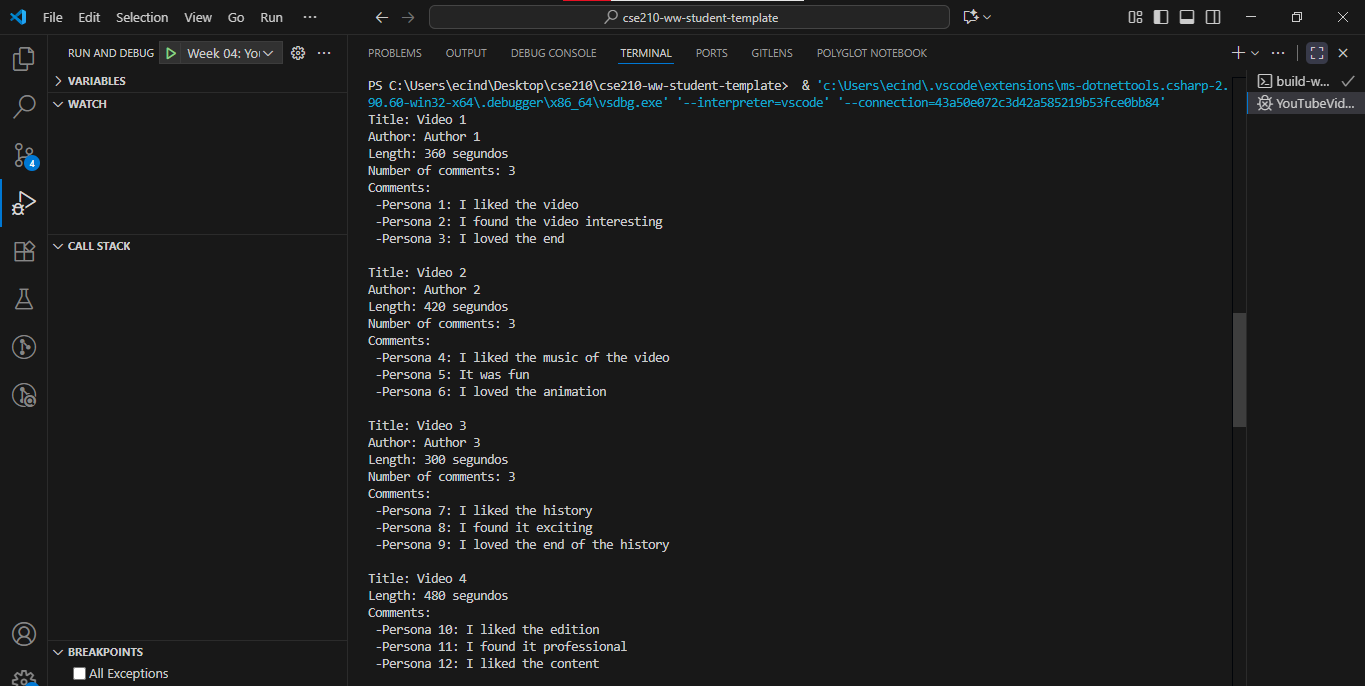 File Edit Selection View Go Run ···
cse210-ww-student-template
RUN AND DEBUG
Week 04: Yo
VARIABLES
WATCH
4
CALL STACK
BREAKPOINTS
All Exceptions
PROBLEMS OUTPUT DEBUG CONSOLE TERMINAL PORTS GITLENS POLYGLOT NOTEBOOK
PS C:\Users\ecind\Desktop\cse210\cse210-ww-student-template> & 'c:\Users\ecind\.vscode\extensions\ms-dotnettools.csharp-2.
90.60-win32-x64\.debugger\x86_64\vsdbg.exe' '--interpreter=vscode' '--connection=43a50e072c3d42a585219b53fce0bb84'
Title: Video 1
Author: Author 1
Length: 360 segundos
Number of comments: 3
Comments:
-Persona 1: I liked the video
-Persona 2: I found the video interesting
-Persona 3: I loved the end
Title: Video 2
Author: Author 2
Length: 420 segundos
Number of comments: 3
Comments:
-Persona 4: I liked the music of the video
-Persona 5: It was fun
-Persona 6: I loved the animation
Title: Video 3
Author: Author 3
Length: 300 segundos
Number of comments: 3
Comments:
-Persona 7: I liked the history
-Persona 8: I found it exciting
-Persona 9: I loved the end of the history
Title: Video 4
Length: 480 segundos
Comments:
-Persona 10: I liked the edition
-Persona 11: I found it professional
-Persona 12: I liked the content
build-w...
YouTubeVid...